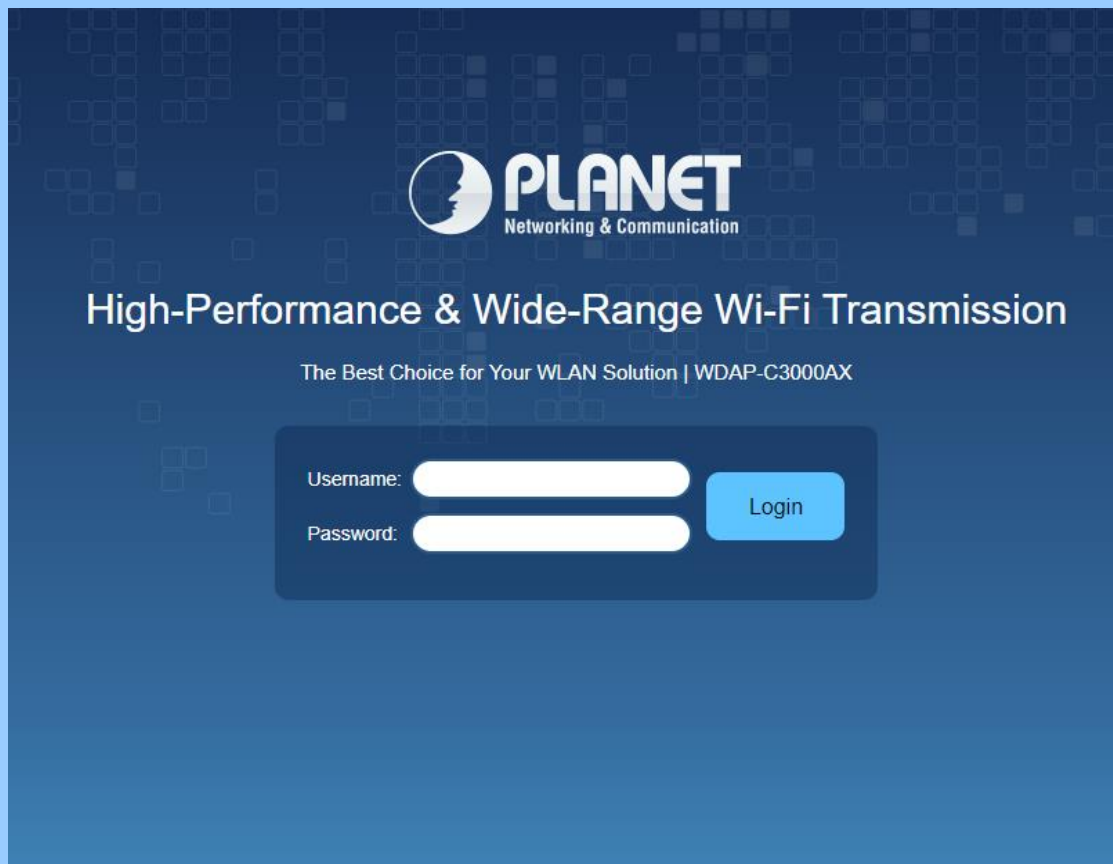 PLANET
Networking & Communication
High-Performance & Wide-Range Wi-Fi Transmission
The Best Choice for Your WLAN Solution | WDAP-C3000AX
Username:
Password:
Login